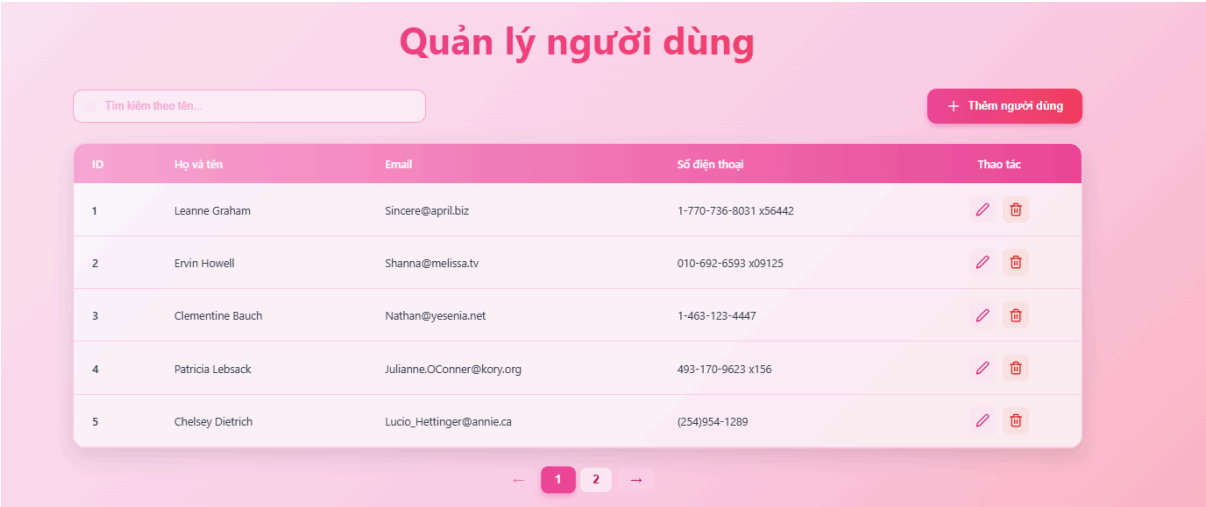 Quản lý người dùng
Tìm kiếm theo tên...
+ Thêm người dùng
ID Họ và tên Email Số điện thoại Thao tác
1 Leanne Graham Sincere@april.biz 1-770-736-8031 x56442
2 Ervin Howell Shanna@melissa.tv 010-692-6593 x09125
3 Clementine Bauch Nathan@yesenia.net 1-463-123-4447
4 Patricia Lebsack Julianne.OConner@kory.org 493-170-9623 x156
5 Chelsey Dietrich Lucio_Hettinger@annie.ca (254)954-1289
← 1 2 →